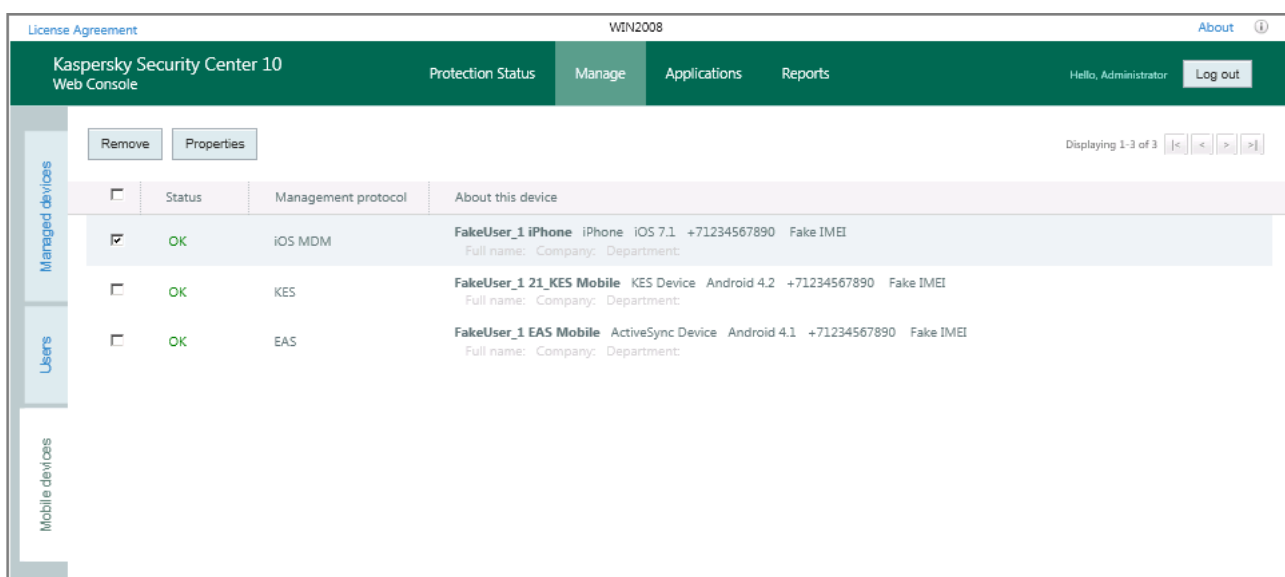 License Agreement WIN2008 About
Kaspersky Security Center 10
Web Console
Protection Status Manage Applications Reports Hello, Administrator Log out
Remove Properties Displaying 1-3 of 3 |< < > >|
Status Management protocol About this device
OK iOS MDM FakeUser_1 iPhone iPhone iOS 7.1 +71234567890 Fake IMEI
Full name: Company: Department:
OK KES FakeUser_1 21_KES Mobile KES Device Android 4.2 +71234567890 Fake IMEI
Full name: Company: Department:
OK EAS FakeUser_1 EAS Mobile ActiveSync Device Android 4.1 +71234567890 Fake IMEI
Full name: Company: Department:
Managed devices
Users
Mobile devices